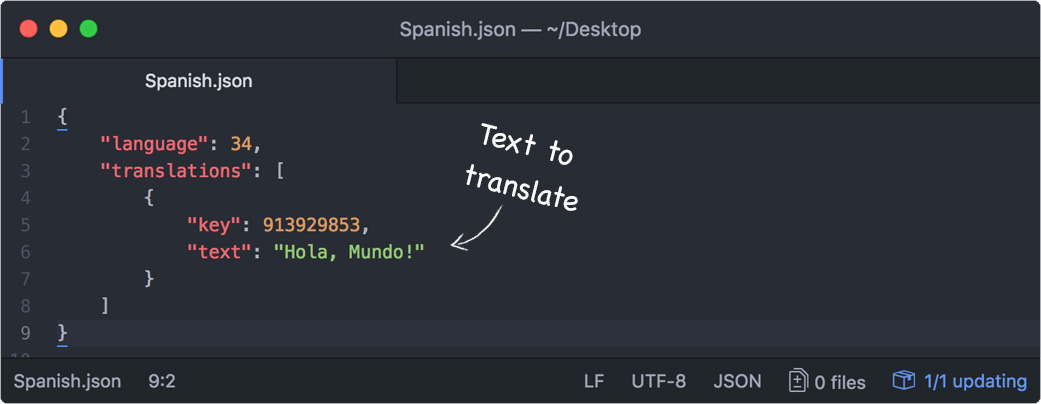 Spanish.json — ~/Desktop
Spanish.json
1 {
2 "language": 34,
3 "translations": [
4 {
5 "key": 913929853,
6 "text": "Hola, Mundo!"
7 }
8 ]
9 }
10
Text to
translate
Spanish.json 9:2 LF UTF-8 JSON 0 files 1/1 updating